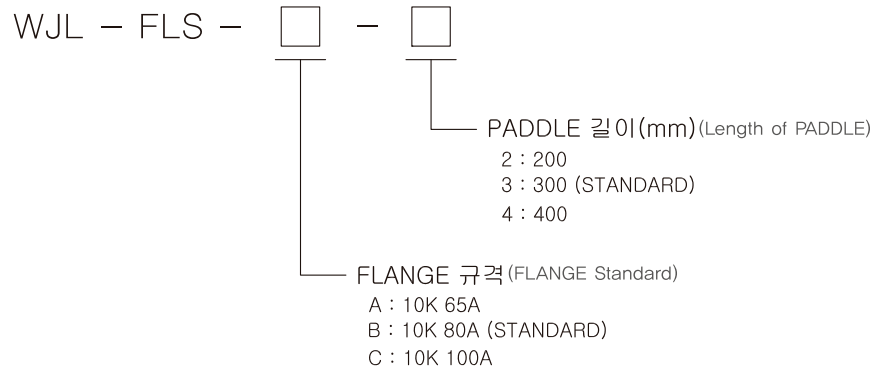 WJL - FLS - □ - □
PADDLE 길이(mm)(Length of PADDLE)
2 : 200
3 : 300 (STANDARD)
4 : 400
FLANGE 규격(FLANGE Standard)
A : 10K 65A
B : 10K 80A (STANDARD)
C : 10K 100A